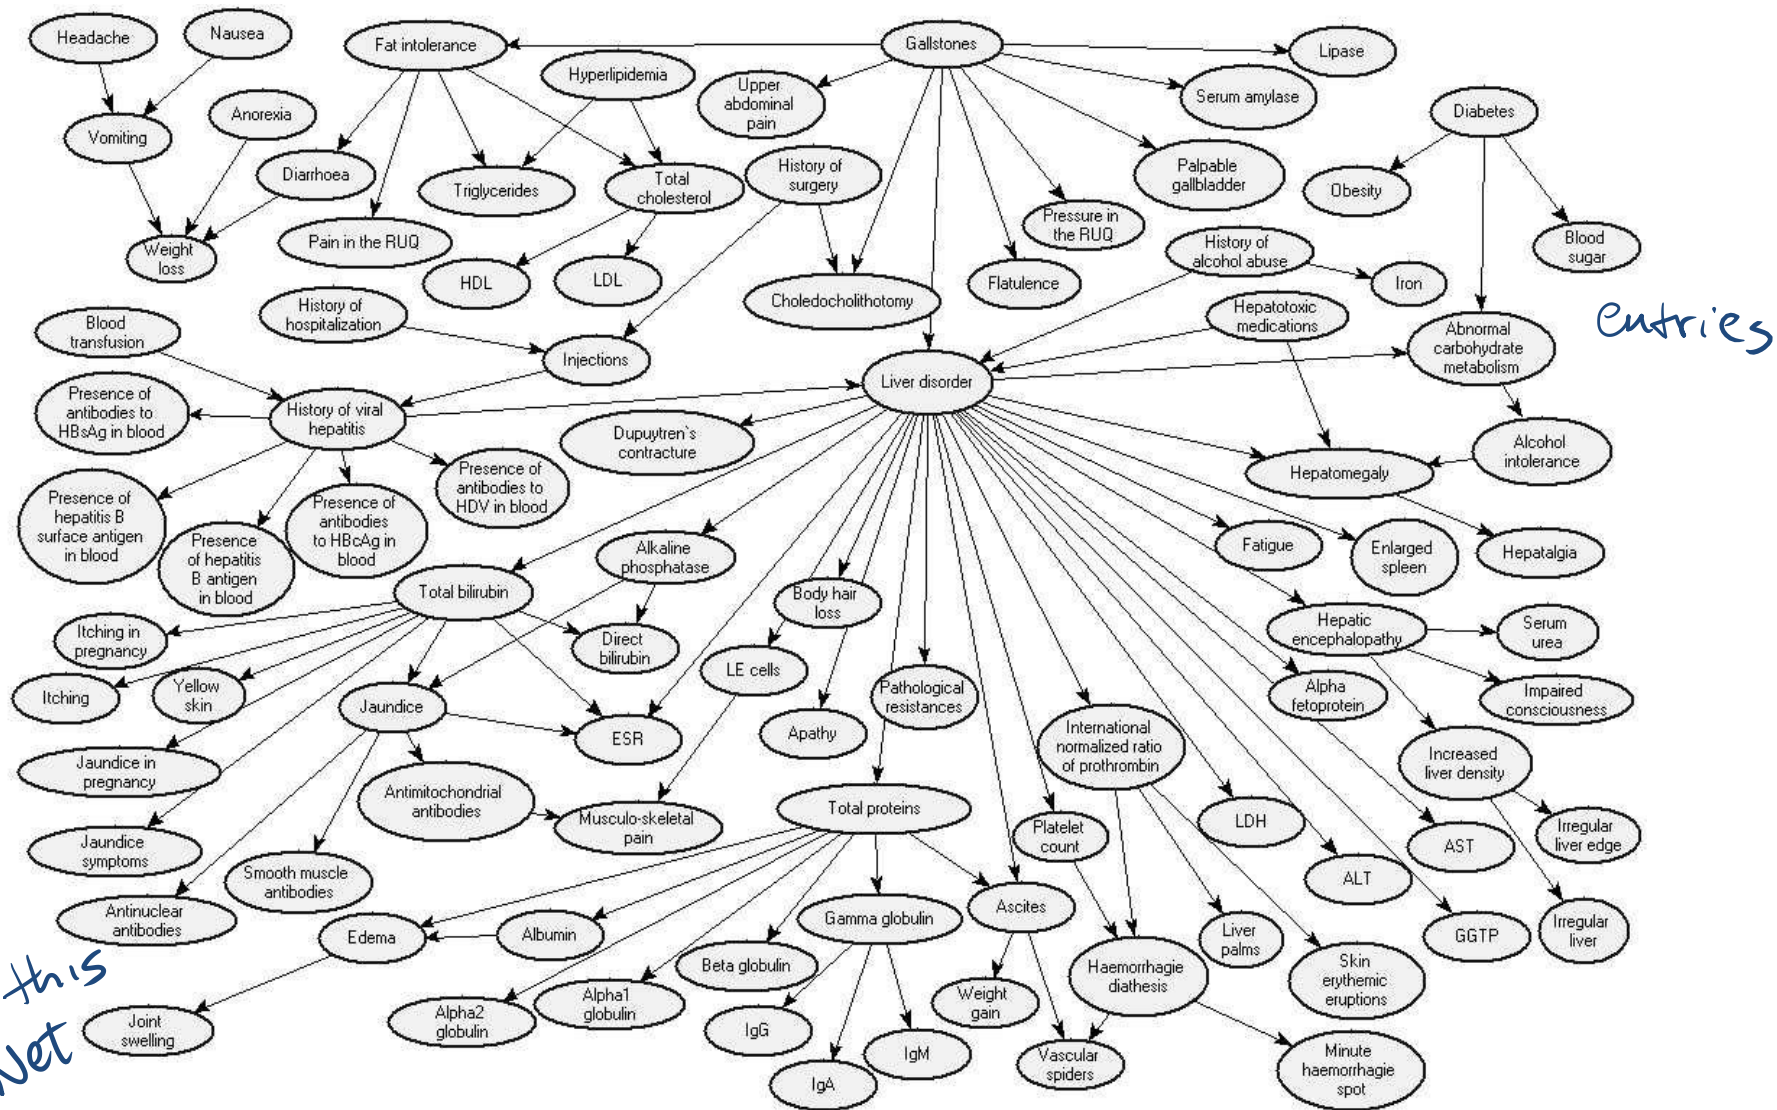 Headache
Nausea
Fat intolerance
Gallstones
Lipase
Hyperlipidemia
Upper
abdominal
pain
Serum amylase
Diabetes
Anorexia
Vomiting
Diarrhoea
Triglycerides
Total
cholesterol
History of
surgery
Palpable
gallbladder
Obesity
Weight
loss
Pain in the RUQ
HDL
LDL
Choledocholithotomy
Flatulence
Pressure in
the RUQ
History of
alcohol abuse
Iron
Blood
sugar
Blood
transfusion
History of
hospitalization
Injections
Hepatotoxic
medications
Abnormal
carbohydrate
metabolism
entries
Presence of
antibodies to
HBsAg in blood
History of viral
hepatitis
Liver disorder
Dupuytren`s
contracture
Hepatomegaly
Alcohol
intolerance
Presence of
hepatitis B
surface antigen
in blood
Presence
of hepatitis
B antigen
in blood
Presence of
antibodies
to HBcAg in
blood
Presence of
antibodies to
HDV in blood
Alkaline
phosphatase
Fatigue
Enlarged
spleen
Hepatalgia
Total bilirubin
Body hair
loss
Hepatic
encephalopathy
Serum
urea
Itching in
pregnancy
Direct
bilirubin
LE cells
Itching
Yellow
skin
Jaundice
ESR
Apathy
Pathological
resistances
International
normalized ratio
of prothrombin
Alpha
fetoprotein
Impaired
consciousness
Jaundice in
pregnancy
Antimitochondrial
antibodies
Musculo-skeletal
pain
Total proteins
Platelet
count
LDH
Increased
liver density
Jaundice
symptoms
Smooth muscle
antibodies
ALT
AST
Irregular
liver edge
Antinuclear
antibodies
Edema
Albumin
Gamma globulin
Ascites
Liver
palms
GGTP
Irregular
liver
this
Net
Joint
swelling
Alpha2
globulin
Alpha1
globulin
Beta globulin
IgG
IgA
IgM
Weight
gain
Haemorrhagie
diathesis
Vascular
spiders
Skin
erythemic
eruptions
Minute
haemorrhagie
spot